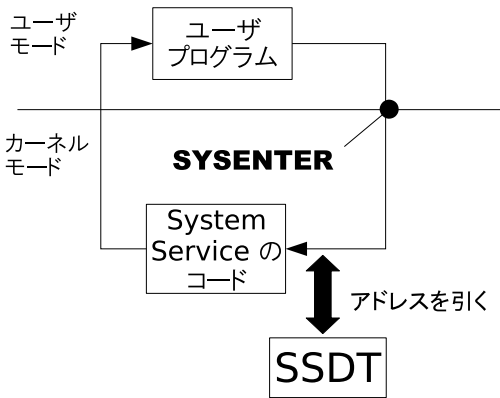 ユーザ
モード
ユーザ
プログラム
カーネル
モード
SYSENTER
System
Service の
コード
アドレスを引く
SSDT